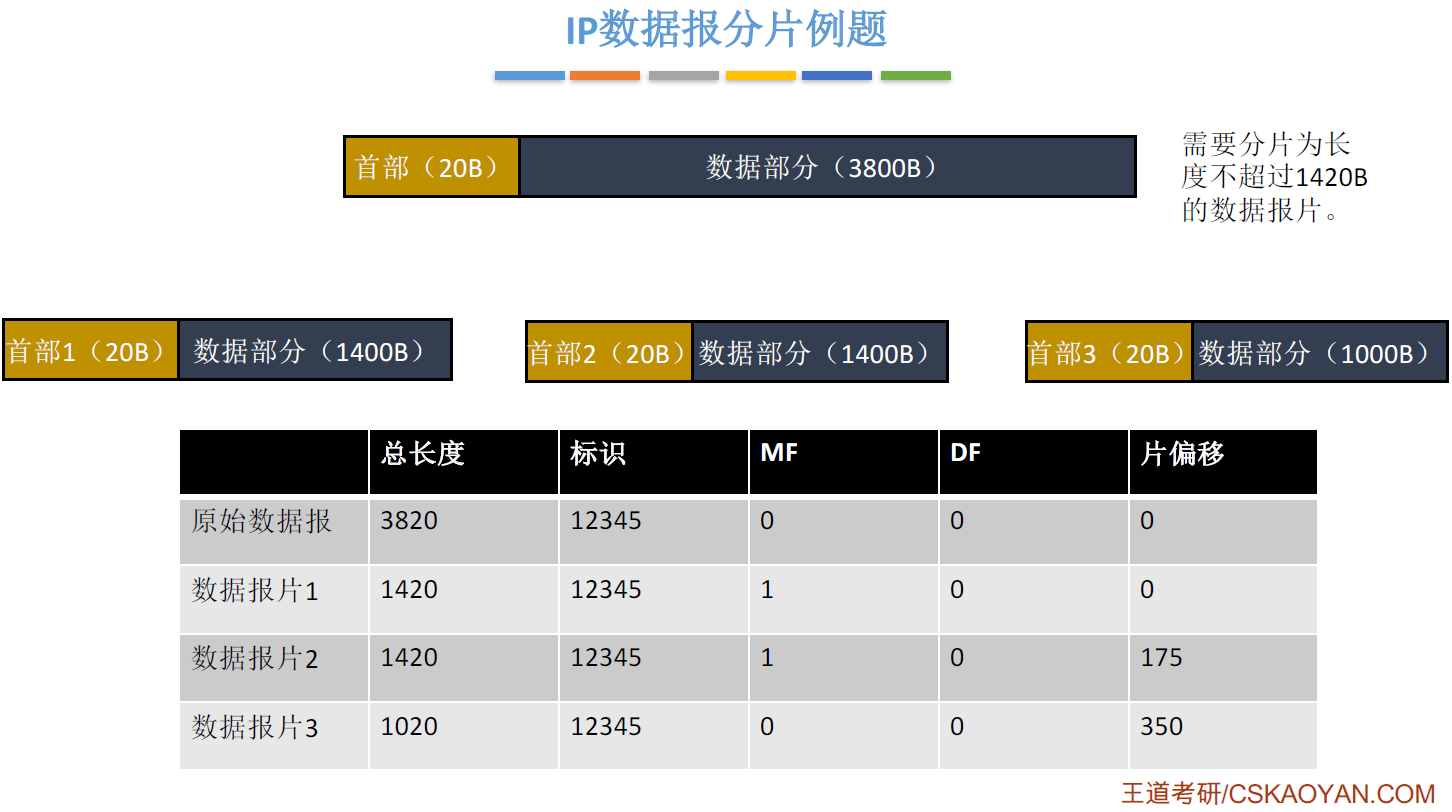 IP数据报分片例题
首部（20B）
数据部分（3800B）
需要分片为长
度不超过1420B
的数据报片。
首部1（20B）
数据部分（1400B）
首部2（20B）
数据部分（1400B）
首部3（20B）
数据部分（1000B）
总长度 标识 MF DF 片偏移
原始数据报 3820 12345 0 0 0
数据报片1 1420 12345 1 0 0
数据报片2 1420 12345 1 0 175
数据报片3 1020 12345 0 0 350
王道考研/CSKAOYAN.COM